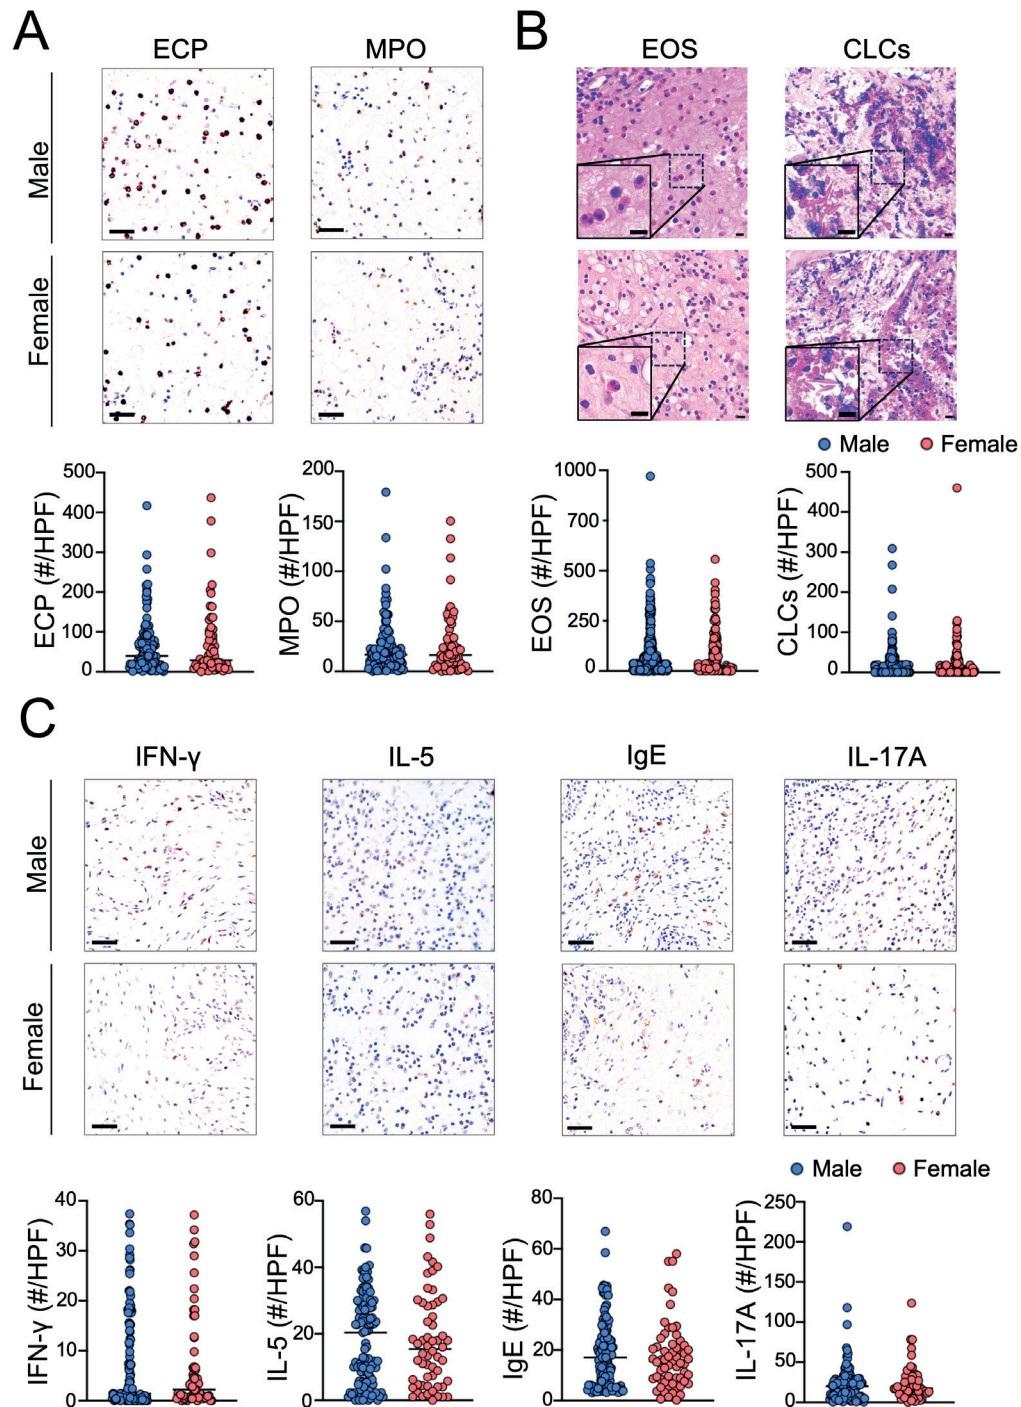 A
ECP
MPO
Male
Female
B
EOS
CLCs
Male
Female
ECP (#/HPF)
500
400
300
200
100
0
MPO (#/HPF)
200
150
100
50
0
EOS (#/HPF)
1000
700
500
250
0
CLCs (#/HPF)
500
400
300
200
100
0
C
IFN-γ
IL-5
IgE
IL-17A
Male
Female
Male
Female
IFN-γ (#/HPF)
40
30
20
10
0
IL-5 (#/HPF)
60
40
20
0
IgE (#/HPF)
80
60
40
20
0
IL-17A (#/HPF)
250
200
150
100
50
0